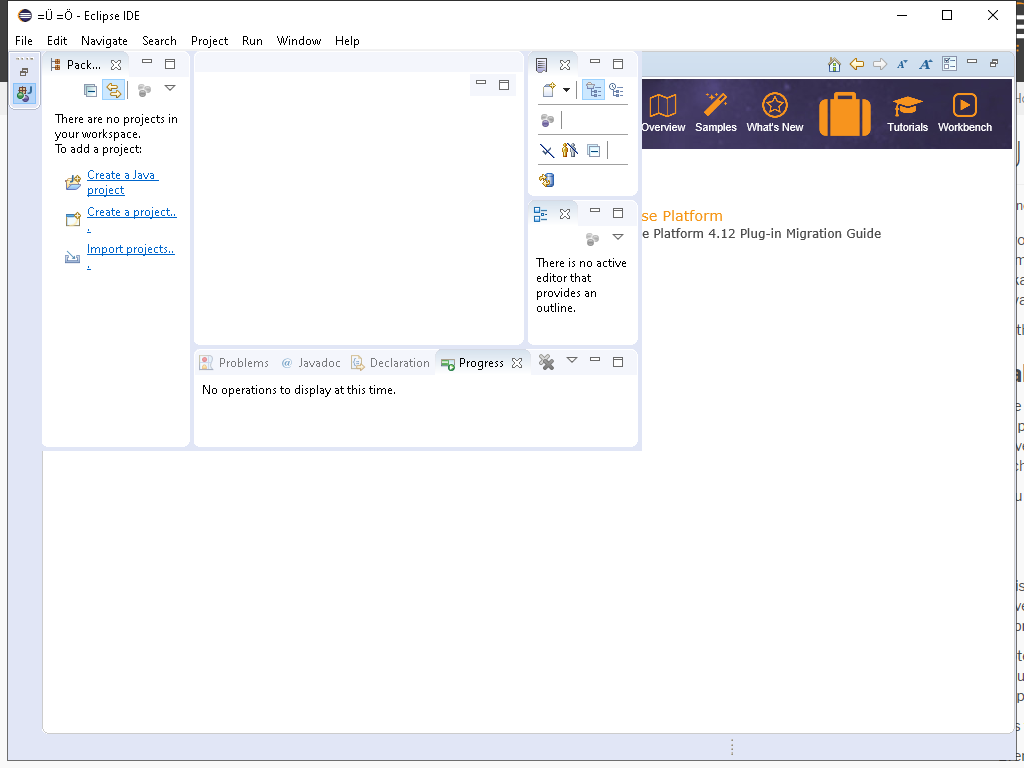 =Ü =Ö - Eclipse IDE
File Edit Navigate Search Project Run Window Help
Pack...
There are no projects in
your workspace.
To add a project:
Create a Java
project
Create a project..
.
Import projects..
.
There is no active
editor that
provides an
outline.
Problems @ Javadoc Declaration Progress
No operations to display at this time.
Overview Samples What's New Tutorials Workbench
se Platform
e Platform 4.12 Plug-in Migration Guide